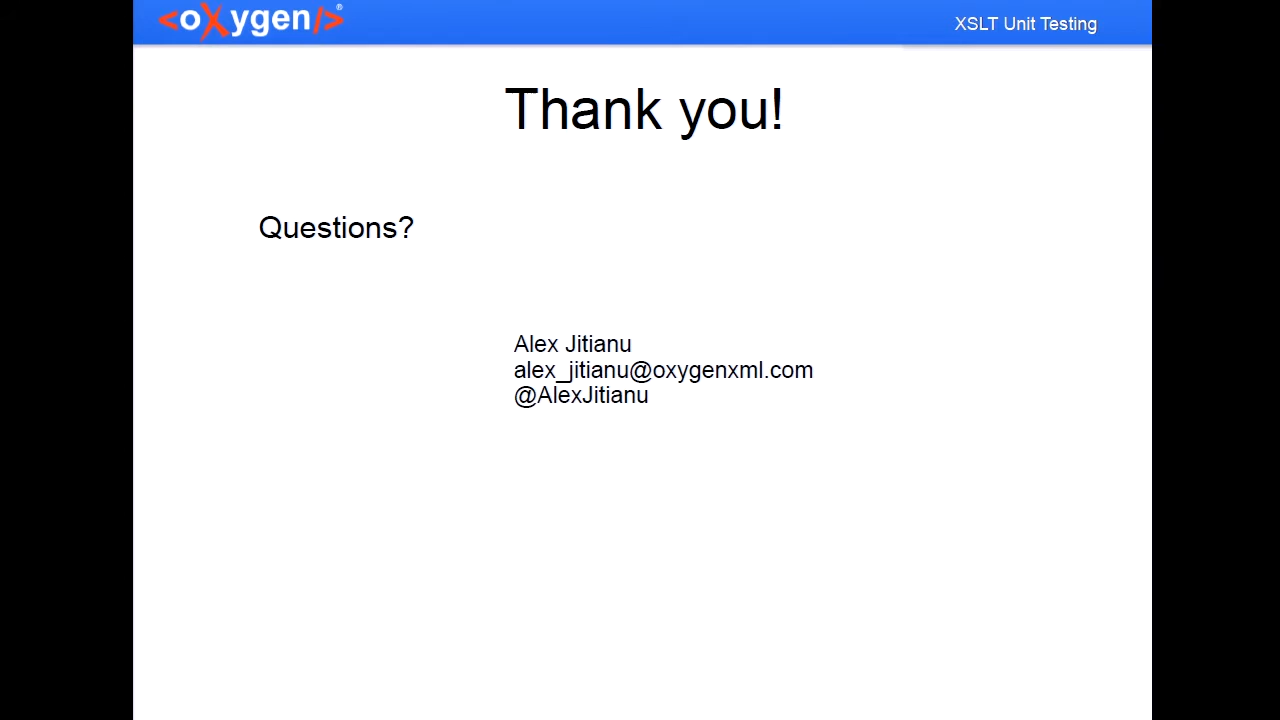 <oXygen/>®
XSLT Unit Testing
Thank you!
Questions?
Alex Jitianu
alex_jitianu@oxygenxml.com
@AlexJitianu